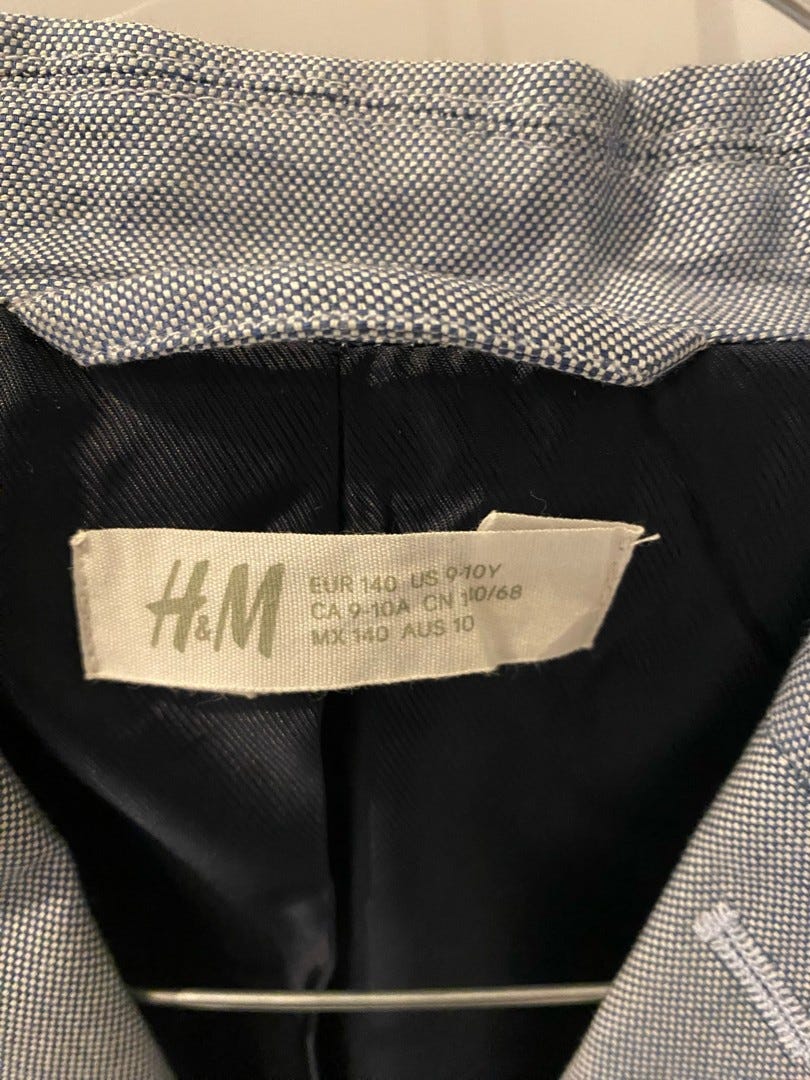 H&M
EUR 140 US 9-10Y
CA 9-10A CN 140/68
MX 140 AUS 10